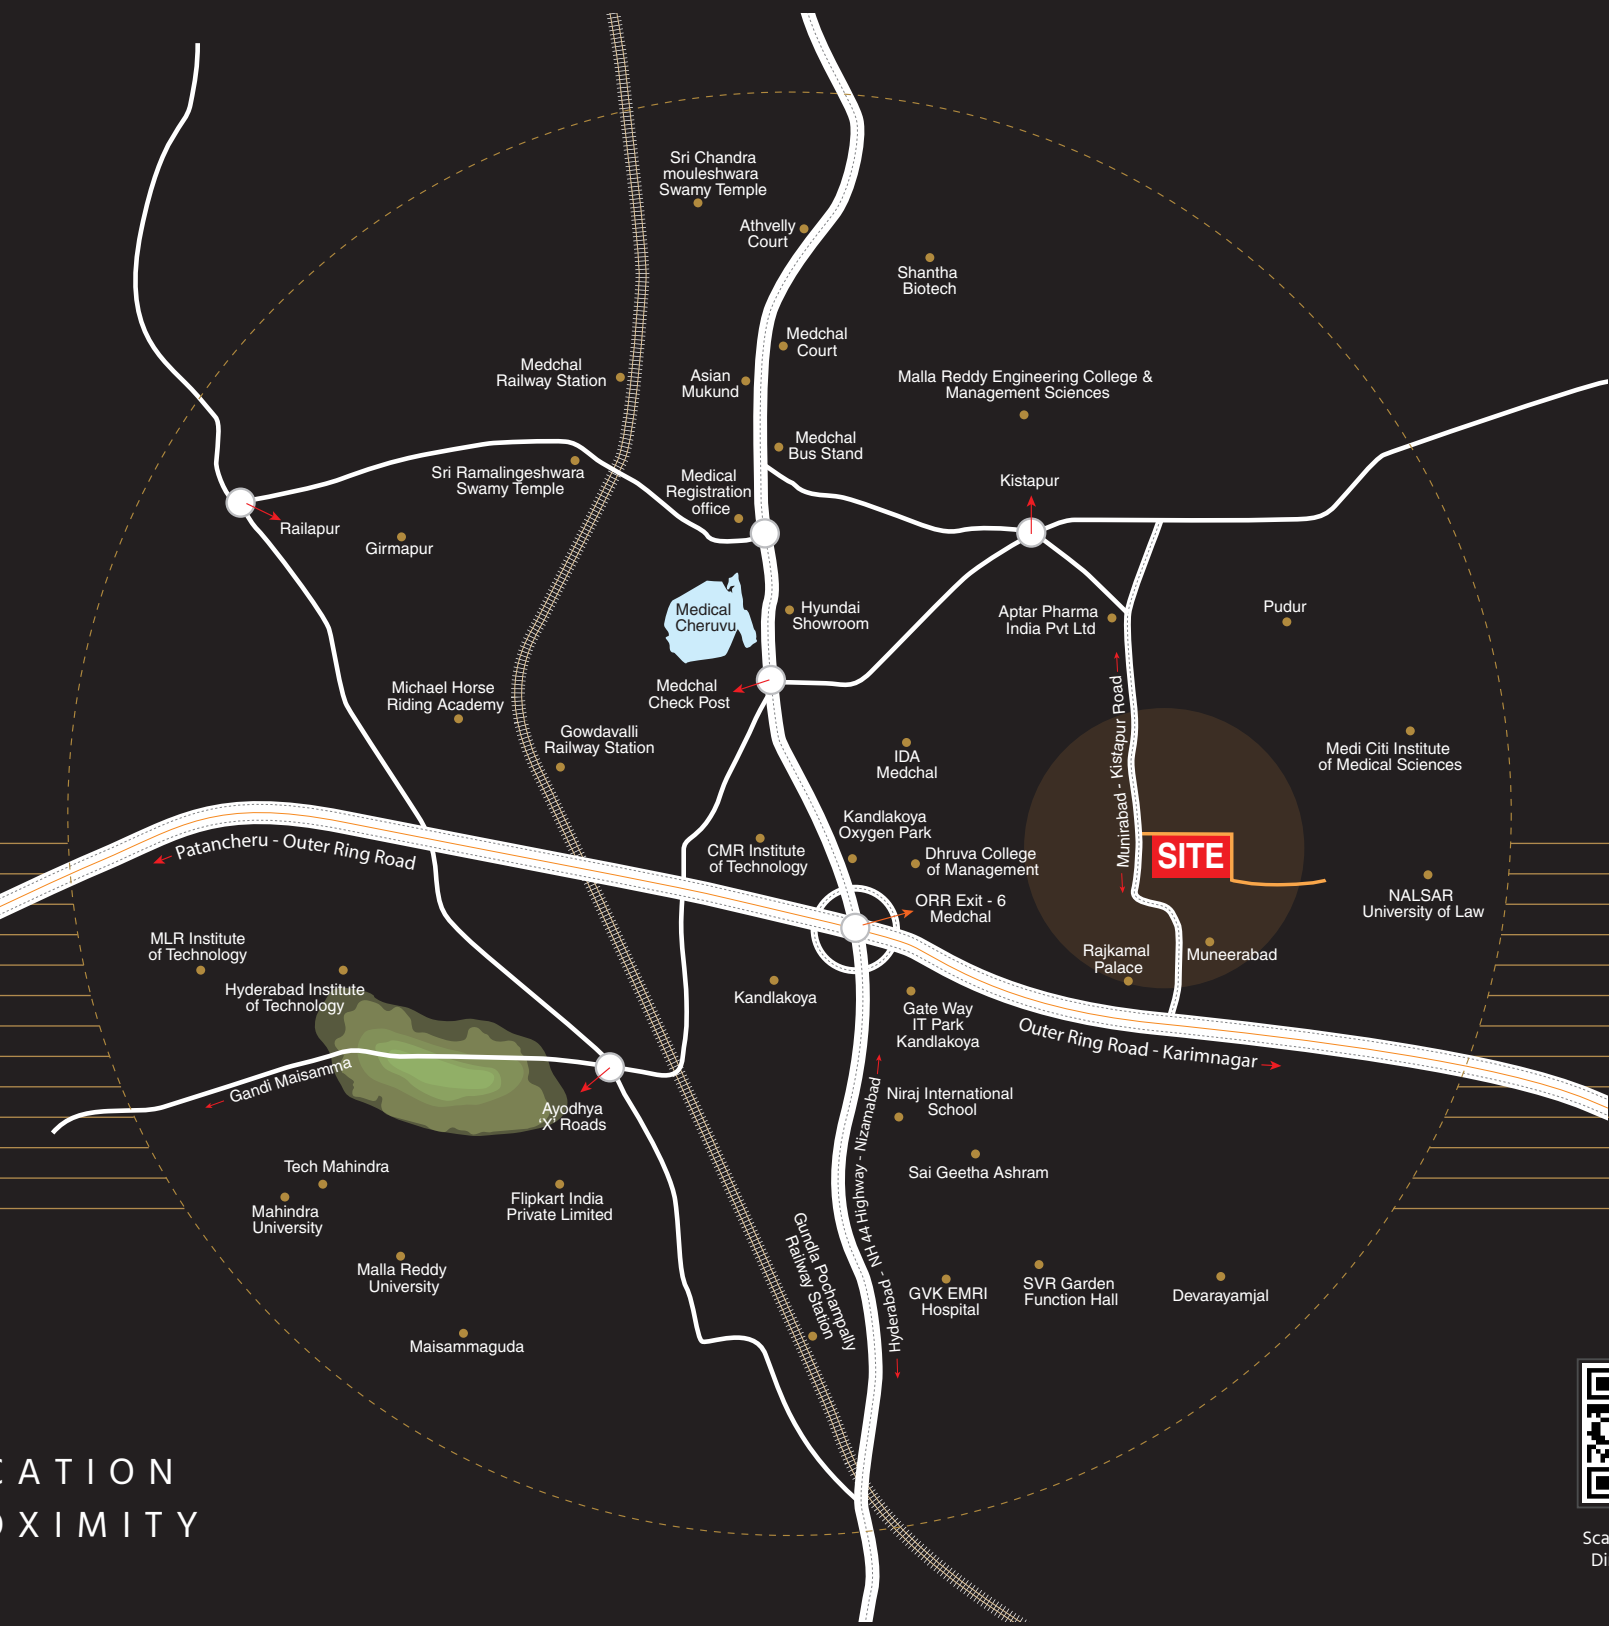 Sri Chandra
mouleshwara
Swamy Temple
Athvelly
Court
Shantha
Biotech
Medchal
Court
Medchal
Railway Station
Asian
Mukund
Malla Reddy Engineering College &
Management Sciences
Medchal
Bus Stand
Sri Ramalingeshwara
Swamy Temple
Medical
Registration
office
Kistapur
Railapur
Girmapur
Medical
Cheruvu
Hyundai
Showroom
Aptar Pharma
India Pvt Ltd
Pudur
Michael Horse
Riding Academy
Medchal
Check Post
Gowdavalli
Railway Station
IDA
Medchal
Munirabad - Kistapur Road
Medi Citi Institute
of Medical Sciences
Kandlakoya
Oxygen Park
Patancheru - Outer Ring Road
CMR Institute
of Technology
Dhruva College
of Management
SITE
NALSAR
University of Law
ORR Exit - 6
Medchal
MLR Institute
of Technology
Rajkamal
Palace
Muneerabad
Hyderabad Institute
of Technology
Kandlakoya
Gate Way
IT Park
Kandlakoya
Outer Ring Road - Karimnagar
Gandi Maisamma
Ayodhya
'X' Roads
Niraj International
School
Hyderabad - NH 44 Highway - Nizamabad
Sai Geetha Ashram
Tech Mahindra
Mahindra
University
Flipkart India
Private Limited
Gundla Pochampally
Railway Station
Malla Reddy
University
GVK EMRI
Hospital
SVR Garden
Function Hall
Devarayamjal
Maisammaguda
CATION
OXIMITY
Sca
Di